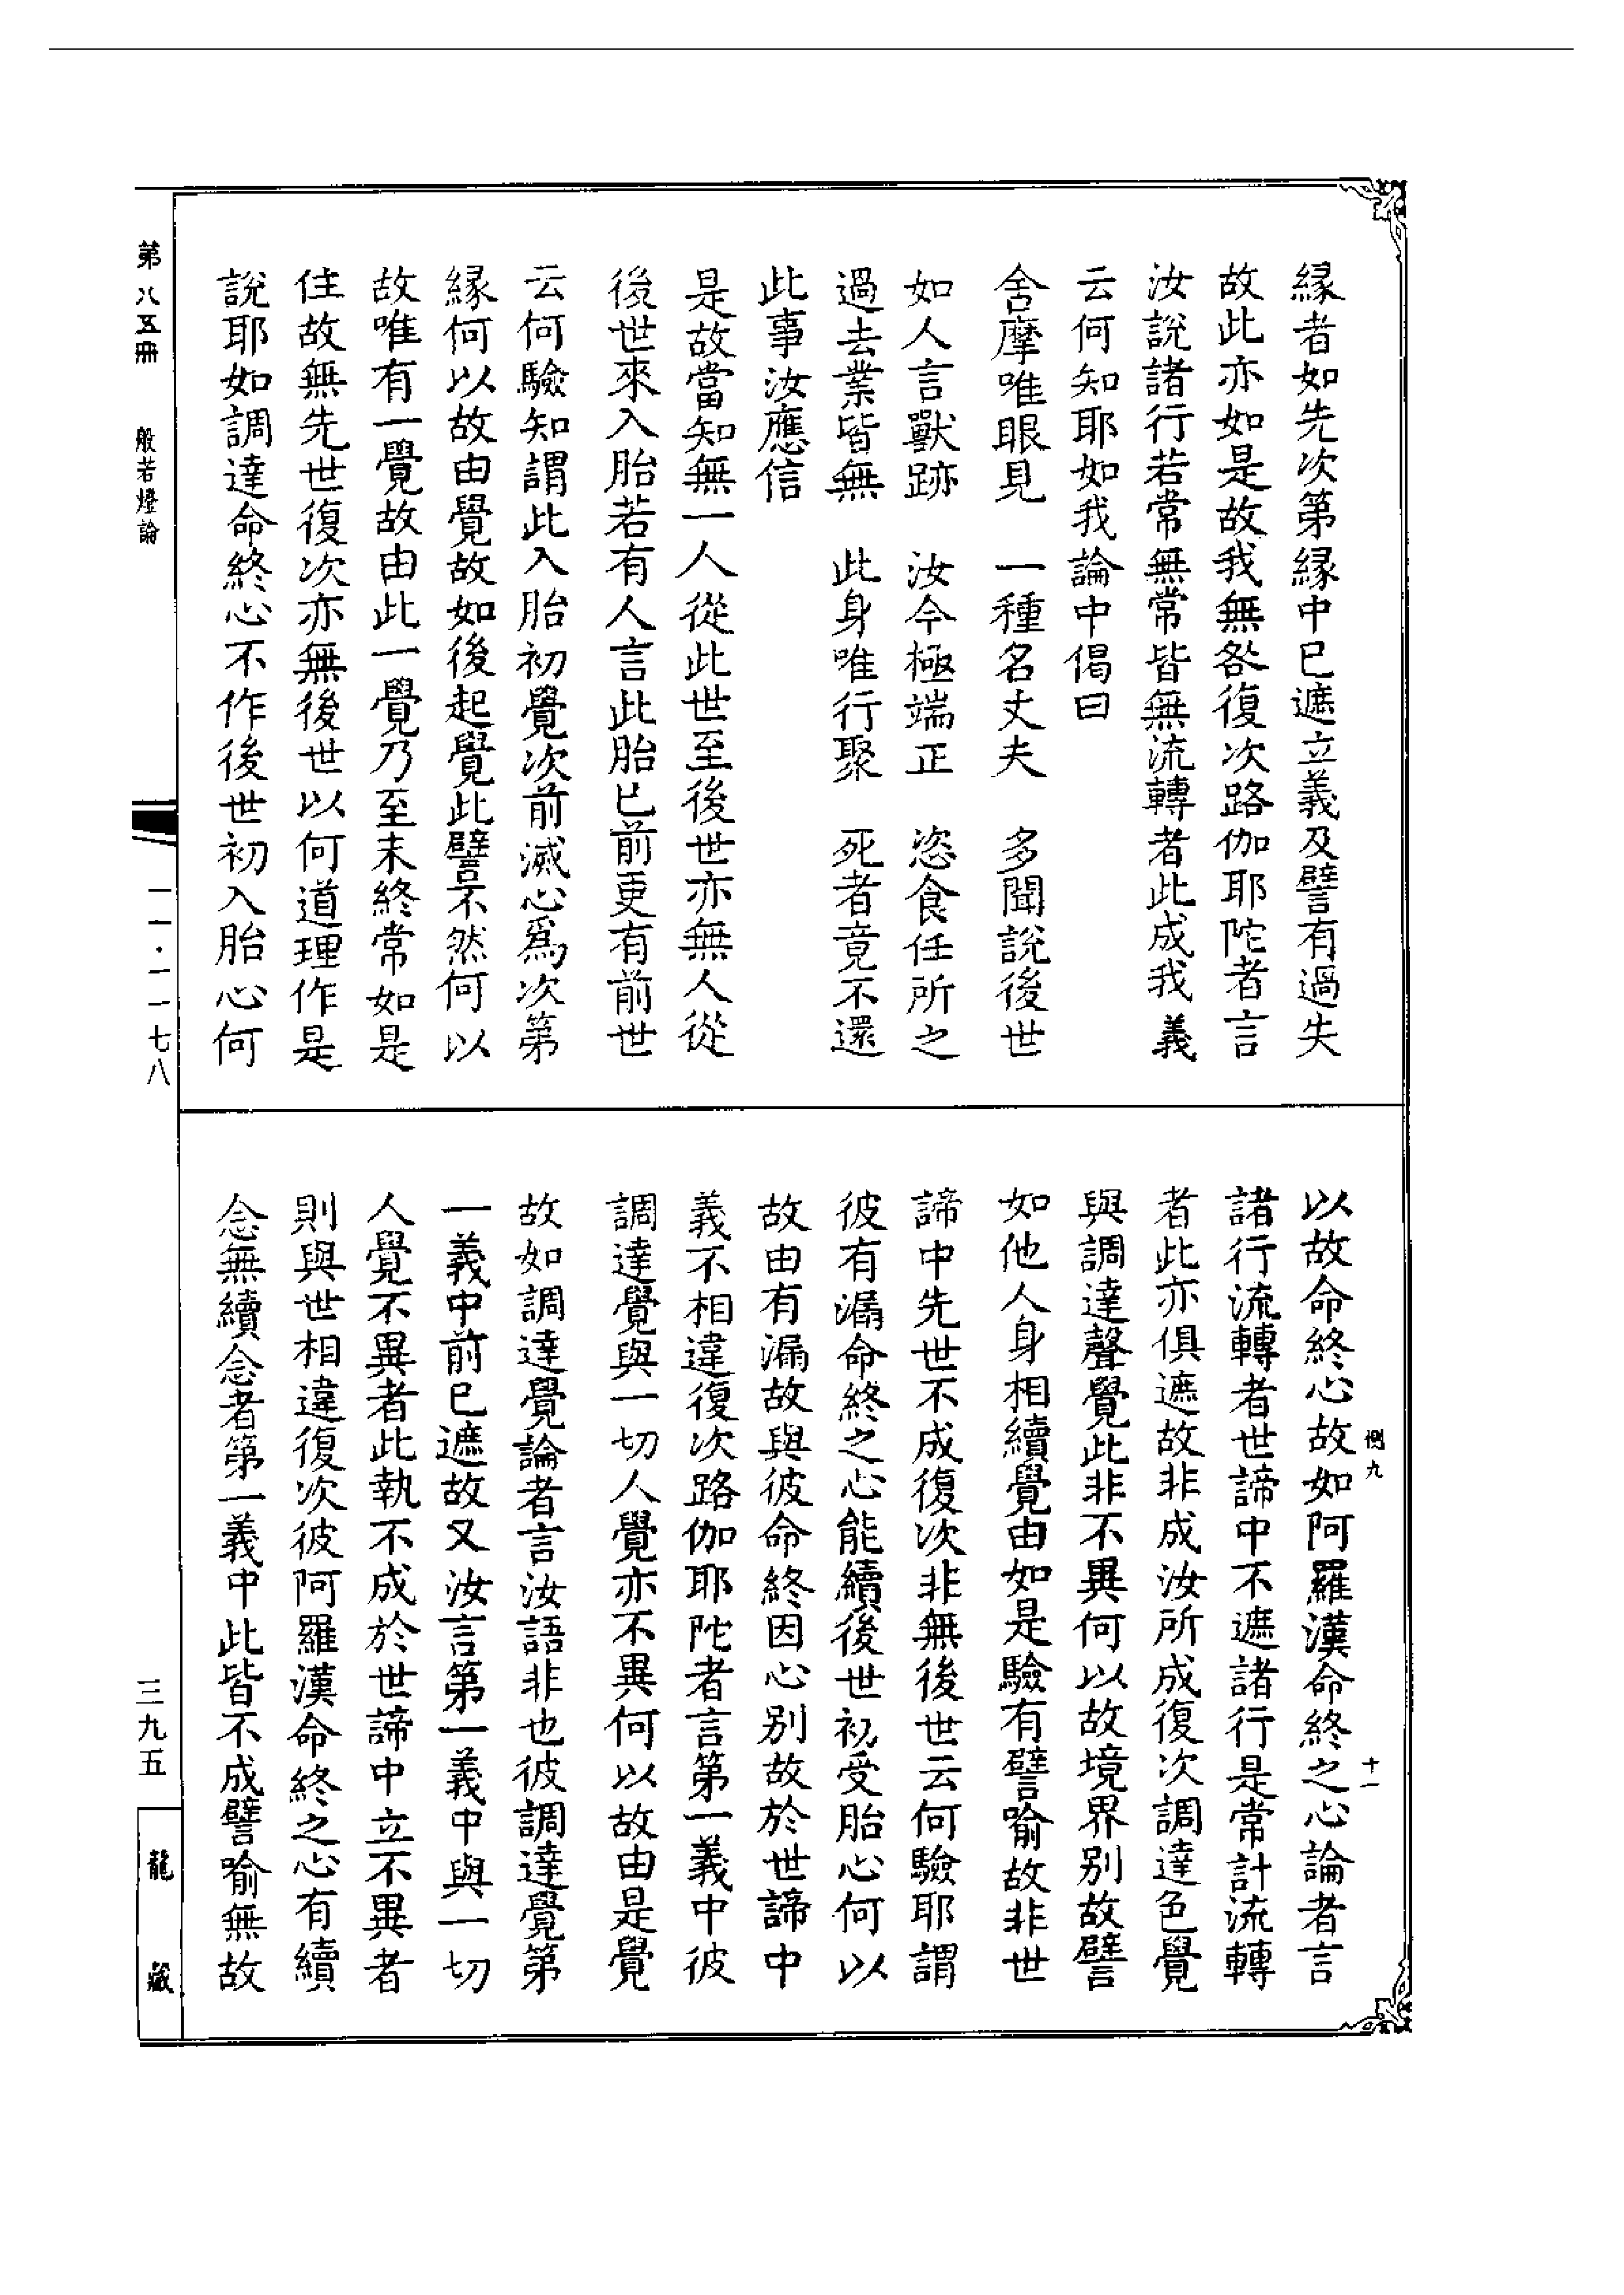 縁者如先次第縁中已遮立義及譬有過失
故此亦如是故我無咎復次路伽耶陀者言
汝說諸行若常無常皆無流轉者此成我義
云何知耶如我論中偈曰
舍摩唯眼見　一種名丈夫　多聞說後世
如人言獸跡　汝今極端正　恣食任所之
過去業皆無　此身唯行聚　死者竟不還
此事汝應信
是故當知無一人從此世至後世亦無人從
後世來入胎若有人言此胎已前更有前世
云何驗知謂此入胎初覺次前滅心爲次第
縁何以故由覺故如後起覺此譬不然何以
故唯有一覺故由此一覺乃至末終常如是
住故無先世復次亦無後世以何道理作是
說耶如調達命終心不作後世初入胎心何
以故命終心故如阿羅漢命終之心論者言
諸行流轉者世諦中不遮諸行是常計流轉
者此亦俱遮故非成汝所成復次調達色覺
與調達聲覺此非不異何以故境界別故譬
如他人身相續覺由如是驗有譬喻故非世
諦中先世不成復次非無後世云何驗耶謂
彼有漏命終之心能續後世初受胎心何以
故由有漏故與彼命終因心別故於世諦中
義不相違復次路伽耶陀者言第一義中彼
調達覺與一切人覺亦不異何以故由是覺
故如調達覺論者言汝語非也彼調達覺第
一義中前已遮故又汝言第一義中與一切
人覺不異者此執不成於世諦中立不異者
則與世相違復次彼阿羅漢命終之心有續
念無續念者第一義中此皆不成譬喻無故
側九　十一
第八五冊　般若燈論　一一·一一七八　三九五　龍藏